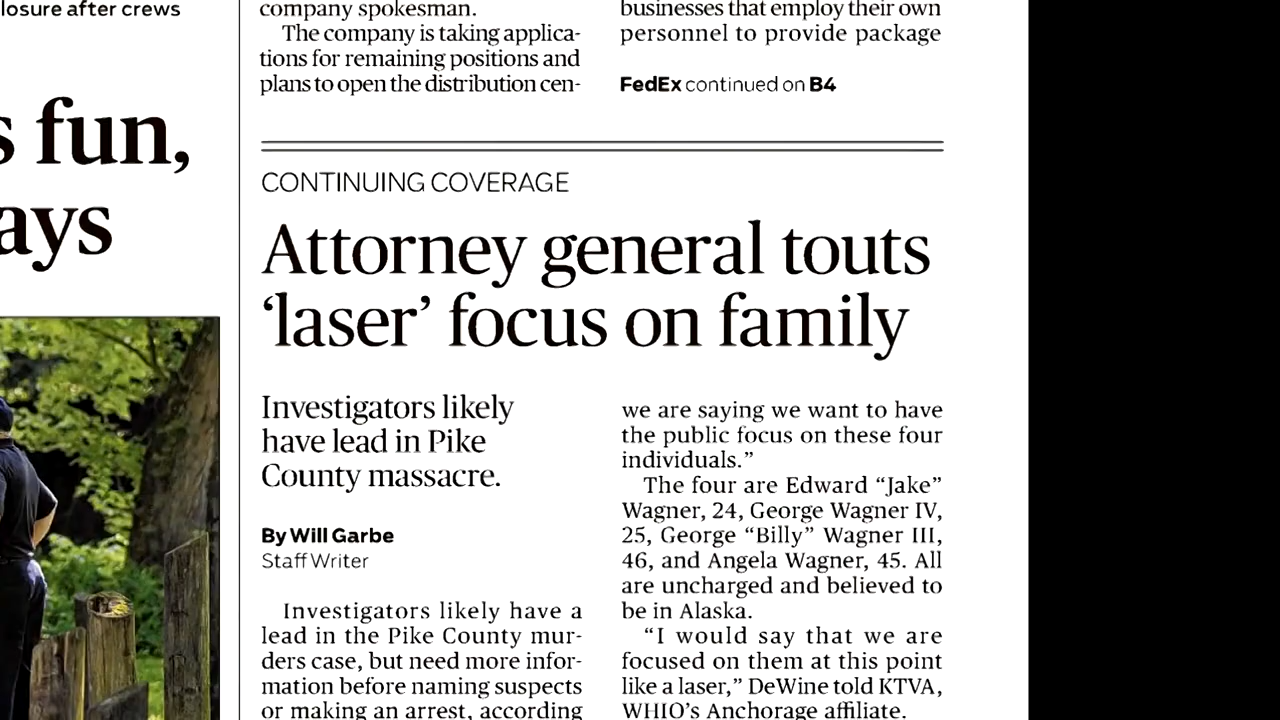 losure after crews
s fun,
ays
company spokesman.
The company is taking applica-
tions for remaining positions and
plans to open the distribution cen-
businesses that employ their own
personnel to provide package
FedEx continued on B4
CONTINUING COVERAGE
Attorney general touts
‘laser’ focus on family
Investigators likely
have lead in Pike
County massacre.
By Will Garbe
Staff Writer
Investigators likely have a
lead in the Pike County mur-
ders case, but need more infor-
mation before naming suspects
or making an arrest, according
we are saying we want to have
the public focus on these four
individuals.”
The four are Edward “Jake”
Wagner, 24, George Wagner IV,
25, George “Billy” Wagner III,
46, and Angela Wagner, 45. All
are uncharged and believed to
be in Alaska.
“I would say that we are
focused on them at this point
like a laser,” DeWine told KTVA,
WHIO’s Anchorage affiliate.